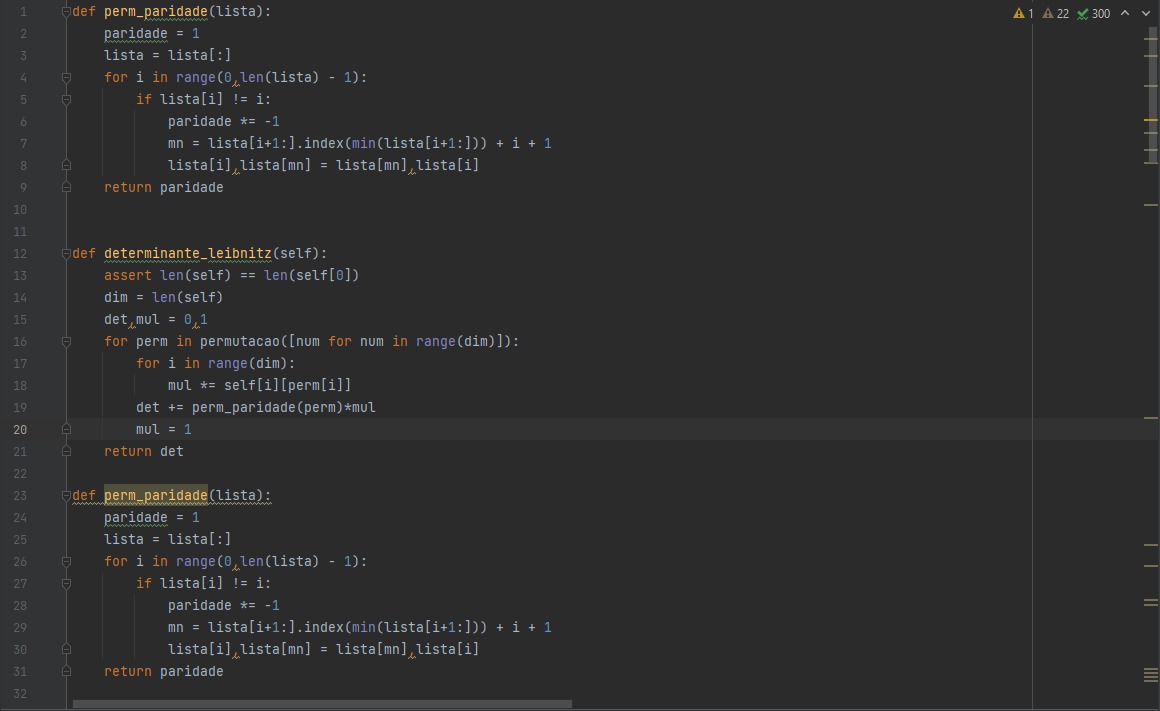 1 def perm_paridade(lista): 1 22 300
2     paridade = 1
3     lista = lista[:]
4     for i in range(0,len(lista) - 1):
5         if lista[i] != i:
6             paridade *= -1
7             mn = lista[i+1:].index(min(lista[i+1:])) + i + 1
8             lista[i],lista[mn] = lista[mn],lista[i]
9     return paridade
10
11
12 def determinante_leibnitz(self):
13     assert len(self) == len(self[0])
14     dim = len(self)
15     det,mul = 0,1
16     for perm in permutacao([num for num in range(dim)]):
17         for i in range(dim):
18             mul *= self[i][perm[i]]
19         det += perm_paridade(perm)*mul
20         mul = 1
21     return det
22
23 def perm_paridade(lista):
24     paridade = 1
25     lista = lista[:]
26     for i in range(0,len(lista) - 1):
27         if lista[i] != i:
28             paridade *= -1
29             mn = lista[i+1:].index(min(lista[i+1:])) + i + 1
30             lista[i],lista[mn] = lista[mn],lista[i]
31     return paridade
32